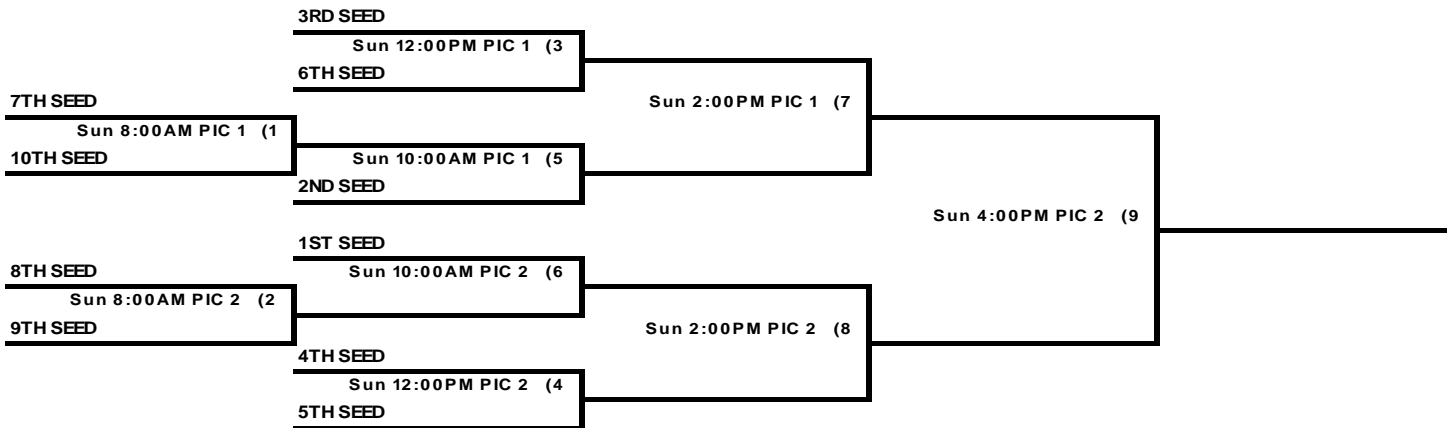 3RD SEED
Sun 12:00PM PIC 1 (3
6TH SEED
7TH SEED
Sun 2:00PM PIC 1 (7
Sun 8:00AM PIC 1 (1
10TH SEED
Sun 10:00AM PIC 1 (5
2ND SEED
Sun 4:00PM PIC 2 (9
1ST SEED
8TH SEED
Sun 10:00AM PIC 2 (6
Sun 8:00AM PIC 2 (2
9TH SEED
Sun 2:00PM PIC 2 (8
4TH SEED
Sun 12:00PM PIC 2 (4
5TH SEED